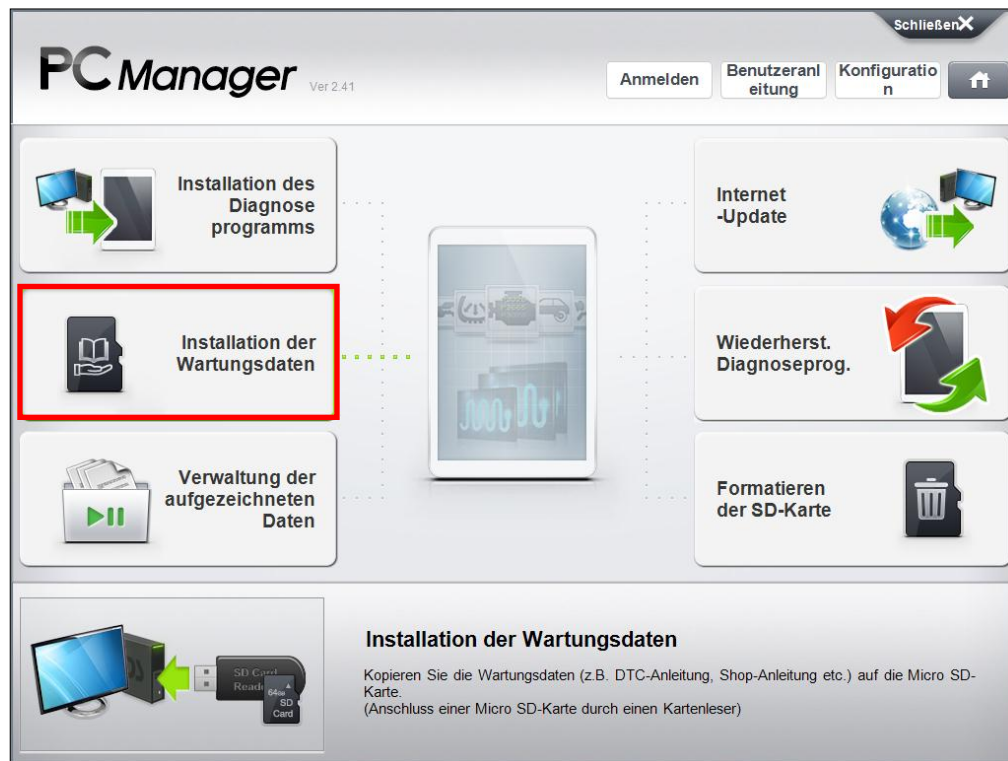 Schließen X
PC Manager Ver 2.41
Anmelden
Benutzeranl
eitung
Konfiguratio
n
Installation des
Diagnose
programms
Internet
-Update
Installation der
Wartungsdaten
Wiederherst.
Diagnoseprog.
Verwaltung der
aufgezeichneten
Daten
Formatieren
der SD-Karte
SD Card
Reader
64GB
SD
Card
Installation der Wartungsdaten
Kopieren Sie die Wartungsdaten (z.B. DTC-Anleitung, Shop-Anleitung etc.) auf die Micro SD-
Karte.
(Anschluss einer Micro SD-Karte durch einen Kartenleser)